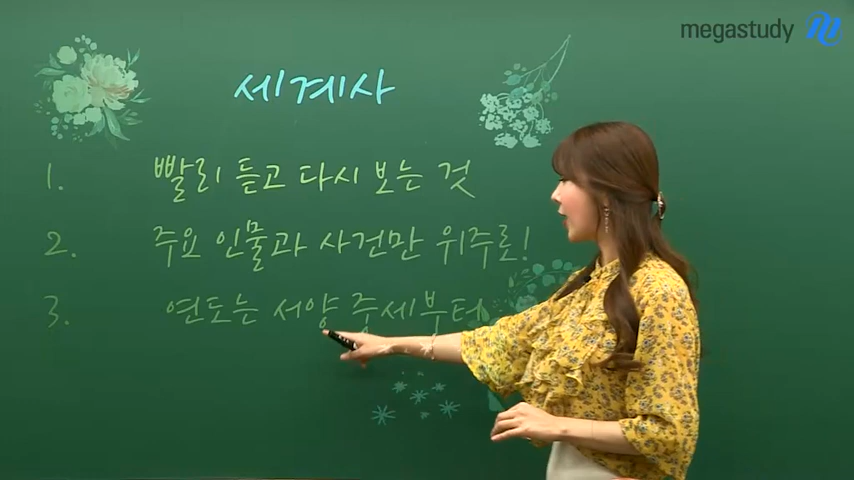 megastudy
세계사
1. 빨리 듣고 다시 보는 것
2. 주요 인물과 사건만 위주로!
3. 연도는 서양 중세부터